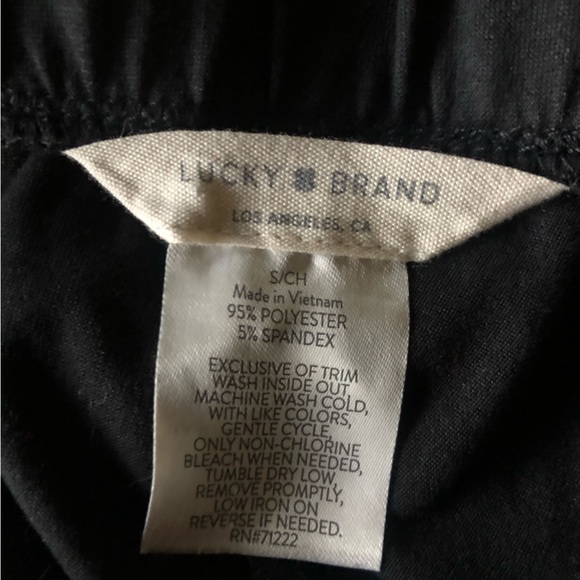 LUCKY BRAND
LOS ANGELES, CA
S/CH
Made in Vietnam
95% POLYESTER
5% SPANDEX
EXCLUSIVE OF TRIM
WASH INSIDE OUT,
MACHINE WASH COLD,
WITH LIKE COLORS,
GENTLE CYCLE,
ONLY NON-CHLORINE
BLEACH WHEN NEEDED,
TUMBLE DRY LOW,
REMOVE PROMPTLY,
LOW IRON ON
REVERSE IF NEEDED.
RN#71222